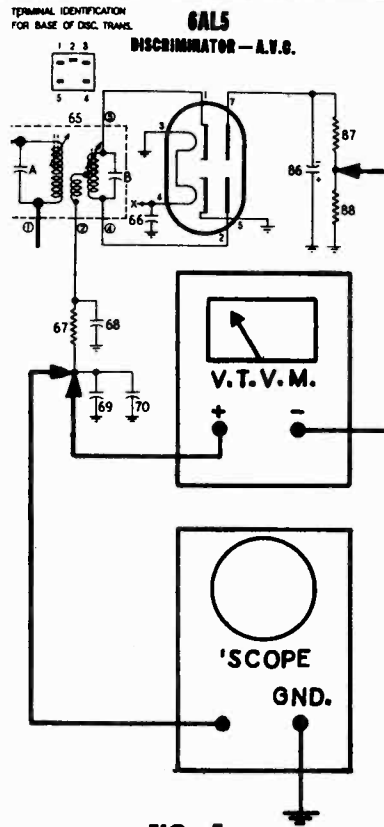 TERMINAL IDENTIFICATION
FOR BASE OF DISC. TRANS.
6AL5
DISCRIMINATOR — A.V.C.
1 2 3
5 4
65
③
1 7
3
A
B
86
- +
87
88
X
4
66
5
2
①
②
④
67
68
69
70
V.T.V.M.
+ -
'SCOPE
GND.